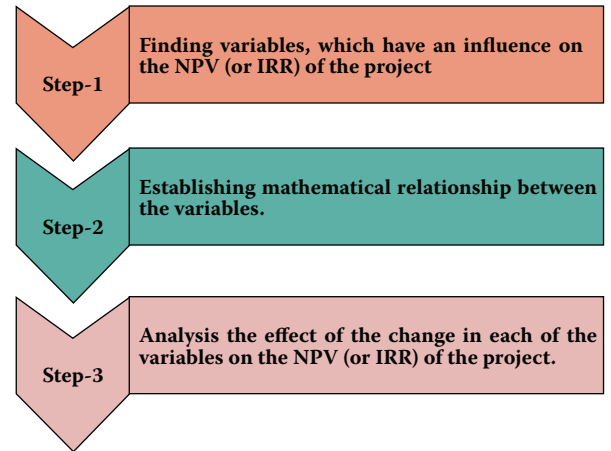 Step-1
Finding variables, which have an influence on
the NPV (or IRR) of the project
Step-2
Establishing mathematical relationship between
the variables.
Step-3
Analysis the effect of the change in each of the
variables on the NPV (or IRR) of the project.